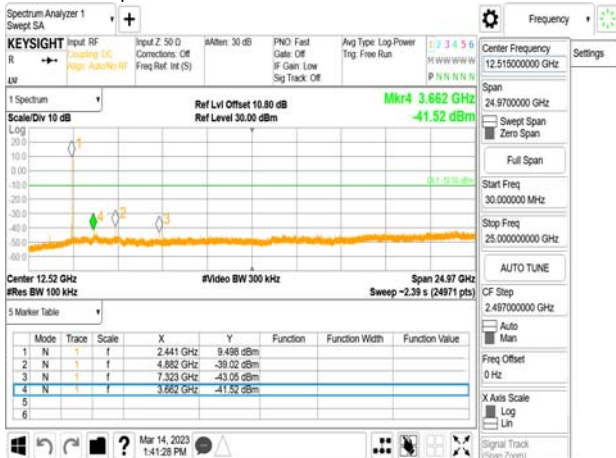 Spectrum Analyzer 1
Swept SA
+
Frequency
KEYSIGHT
Input: RF
Coupling: DC
Align: Auto/No RF
Input Z: 50 Ω
Corrections: Off
Freq Ref: Int (S)
#Atten: 30 dB
PNO: Fast
Gate: Off
IF Gain: Low
Sig Track: Off
Avg Type: Log-Power
Trig: Free Run
1 2 3 4 5 6
M W W W W W
P N N N N N
R
LXI
1 Spectrum
Scale/Div 10 dB
Ref Lvl Offset 10.80 dB
Ref Level 30.00 dBm
Mkr4 3.662 GHz
-41.52 dBm
Log
20.0
10.0
0.00
-10.0
-20.0
-30.0
-40.0
-50.0
-60.0
1
4
2
3
Center 12.52 GHz
#Res BW 100 kHz
#Video BW 300 kHz
Span 24.97 GHz
Sweep ~2.39 s (24971 pts)
5 Marker Table
Mode Trace Scale X Y Function Function Width Function Value
1 N 1 f 2.441 GHz 9.498 dBm
2 N 1 f 4.882 GHz -39.02 dBm
3 N 1 f 7.323 GHz -43.05 dBm
4 N 1 f 3.662 GHz -41.52 dBm
5
6
?
Mar 14, 2023
1:41:28 PM
Center Frequency
12.515000000 GHz
Settings
Span
24.9700000 GHz
Swept Span
Zero Span
Full Span
Start Freq
30.000000 MHz
Stop Freq
25.000000000 GHz
AUTO TUNE
CF Step
2.497000000 GHz
Auto
Man
Freq Offset
0 Hz
X Axis Scale
Log
Lin
Signal Track
(Span Zoom)